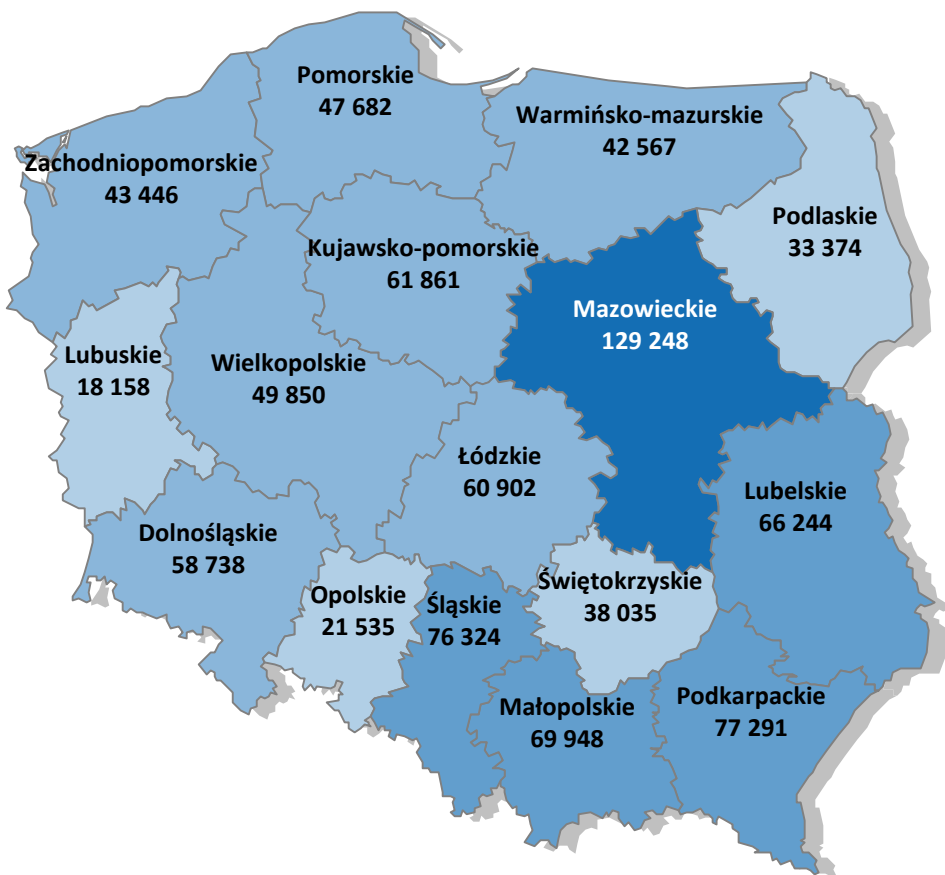 Pomorskie
47 682
Warmińsko-mazurskie
42 567
Zachodniopomorskie
43 446
Podlaskie
33 374
Kujawsko-pomorskie
61 861
Mazowieckie
129 248
Lubuskie
18 158
Wielkopolskie
49 850
Łódzkie
60 902
Lubelskie
66 244
Dolnośląskie
58 738
Opolskie
21 535
Śląskie
76 324
Świętokrzyskie
38 035
Małopolskie
69 948
Podkarpackie
77 291